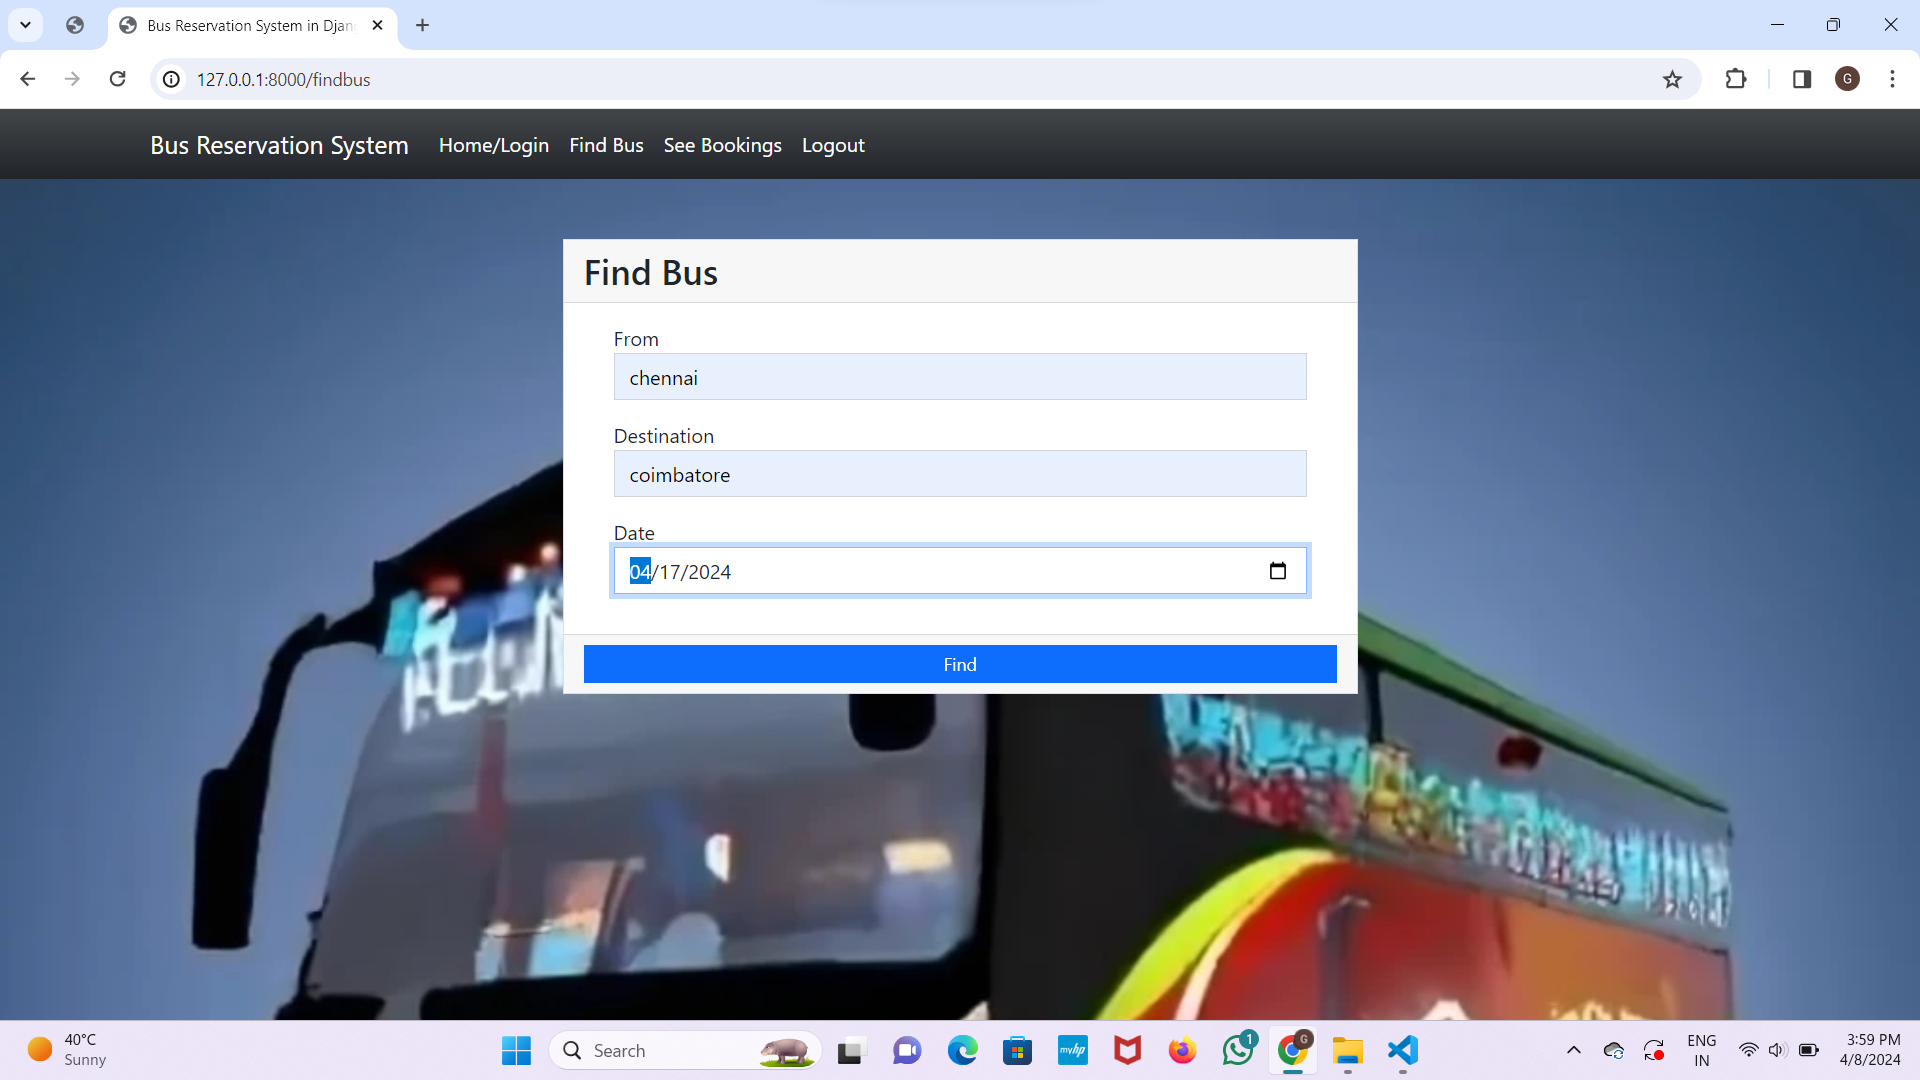 Bus Reservation System in Djan
127.0.0.1:8000/findbus
G
Bus Reservation System Home/Login Find Bus See Bookings Logout
Find Bus
From
chennai
Destination
coimbatore
Date
04/17/2024
Find
40°C
Sunny
Search
myhp
1
G
ENG
IN
3:59 PM
4/8/2024